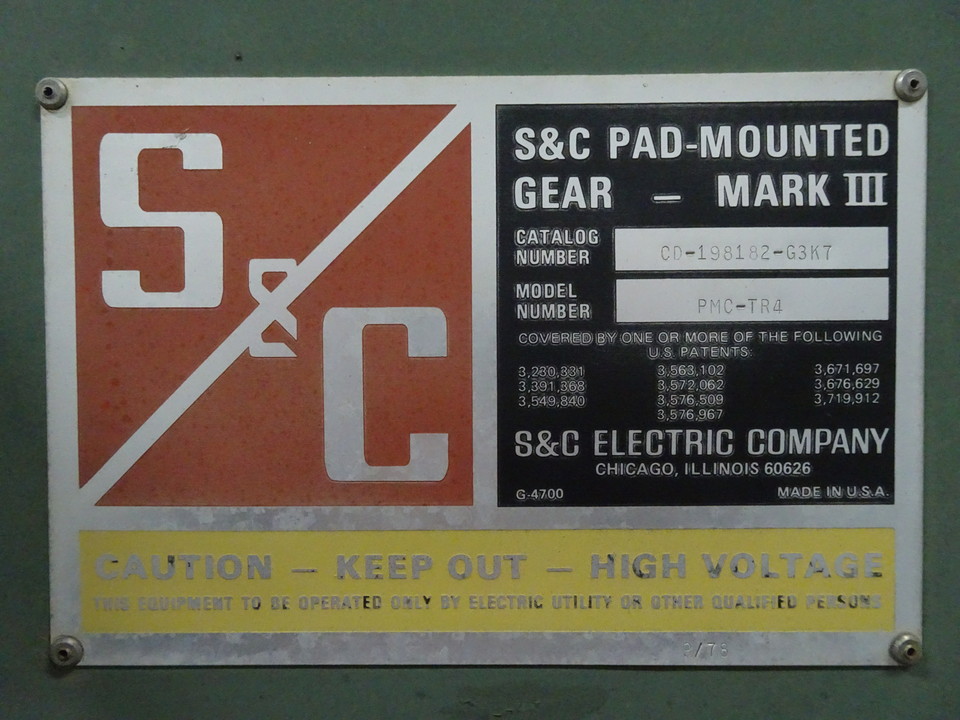 S&C
S&C PAD-MOUNTED
GEAR — MARK III
CATALOG
NUMBER
CD-198182-G3K7
MODEL
NUMBER
PMC-TR4
COVERED BY ONE OR MORE OF THE FOLLOWING
U.S. PATENTS:
3,280,331 3,563,102 3,671,697
3,391,368 3,572,062 3,676,629
3,549,840 3,576,509 3,719,912
3,576,967
S&C ELECTRIC COMPANY
CHICAGO, ILLINOIS 60626
G-4700 MADE IN U.S.A.
CAUTION — KEEP OUT — HIGH VOLTAGE
THIS EQUIPMENT TO BE OPERATED ONLY BY ELECTRIC UTILITY OR OTHER QUALIFIED PERSONS